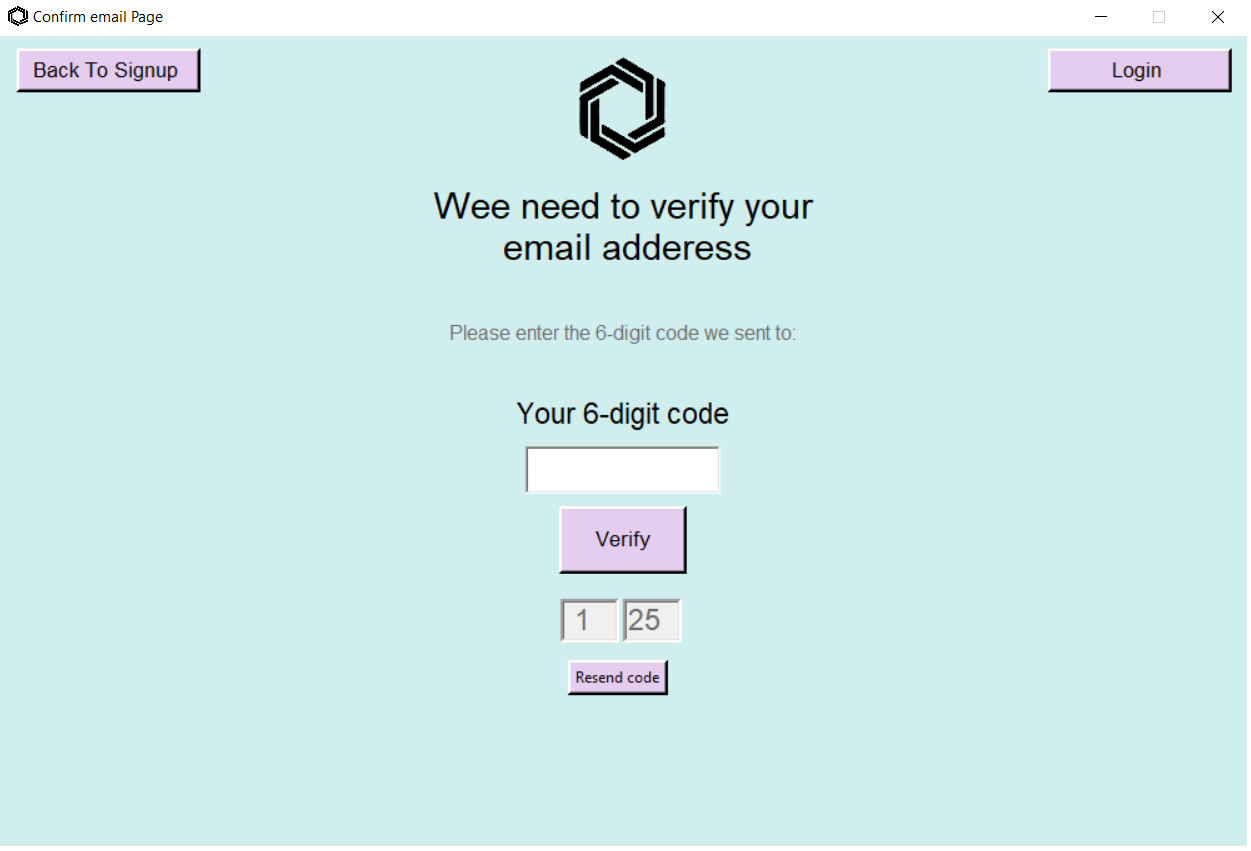 Confirm email Page
Back To Signup
Login
Wee need to verify your
email adderess
Please enter the 6-digit code we sent to:
Your 6-digit code
Verify
1 25
Resend code